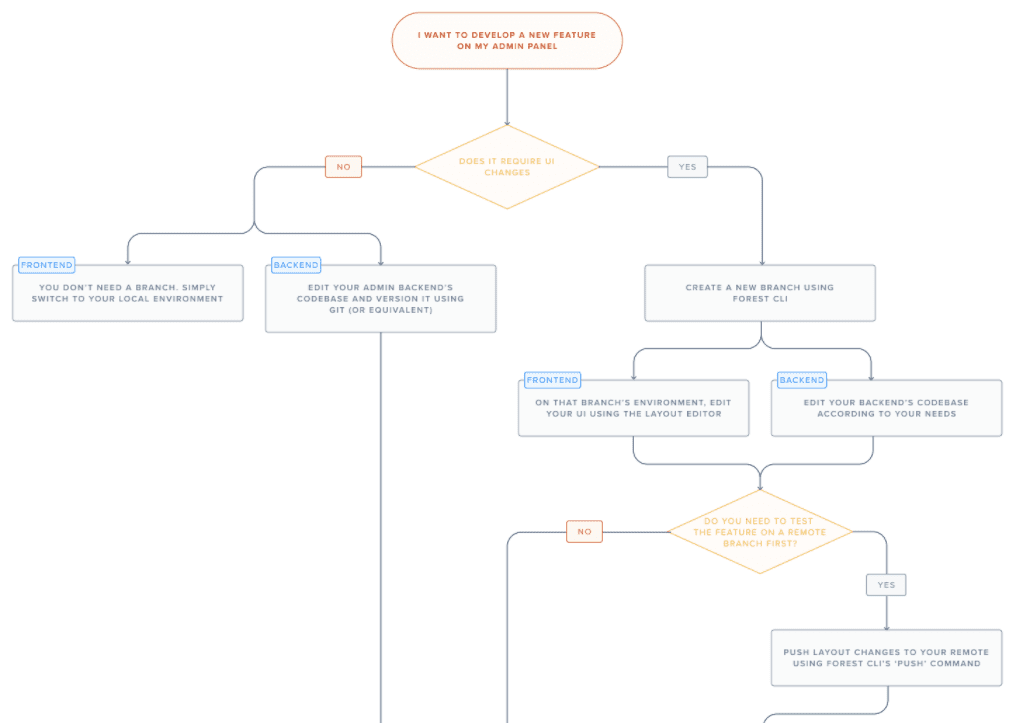 I WANT TO DEVELOP A NEW FEATURE
ON MY ADMIN PANEL
DOES IT REQUIRE UI
CHANGES
NO
YES
FRONTEND
YOU DON'T NEED A BRANCH. SIMPLY
SWITCH TO YOUR LOCAL ENVIRONMENT
BACKEND
EDIT YOUR ADMIN BACKEND'S
CODEBASE AND VERSION IT USING
GIT (OR EQUIVALENT)
CREATE A NEW BRANCH USING
FOREST CLI
FRONTEND
ON THAT BRANCH'S ENVIRONMENT, EDIT
YOUR UI USING THE LAYOUT EDITOR
BACKEND
EDIT YOUR BACKEND'S CODEBASE
ACCORDING TO YOUR NEEDS
DO YOU NEED TO TEST
THE FEATURE ON A REMOTE
BRANCH FIRST?
NO
YES
PUSH LAYOUT CHANGES TO YOUR REMOTE
USING FOREST CLI'S 'PUSH' COMMAND